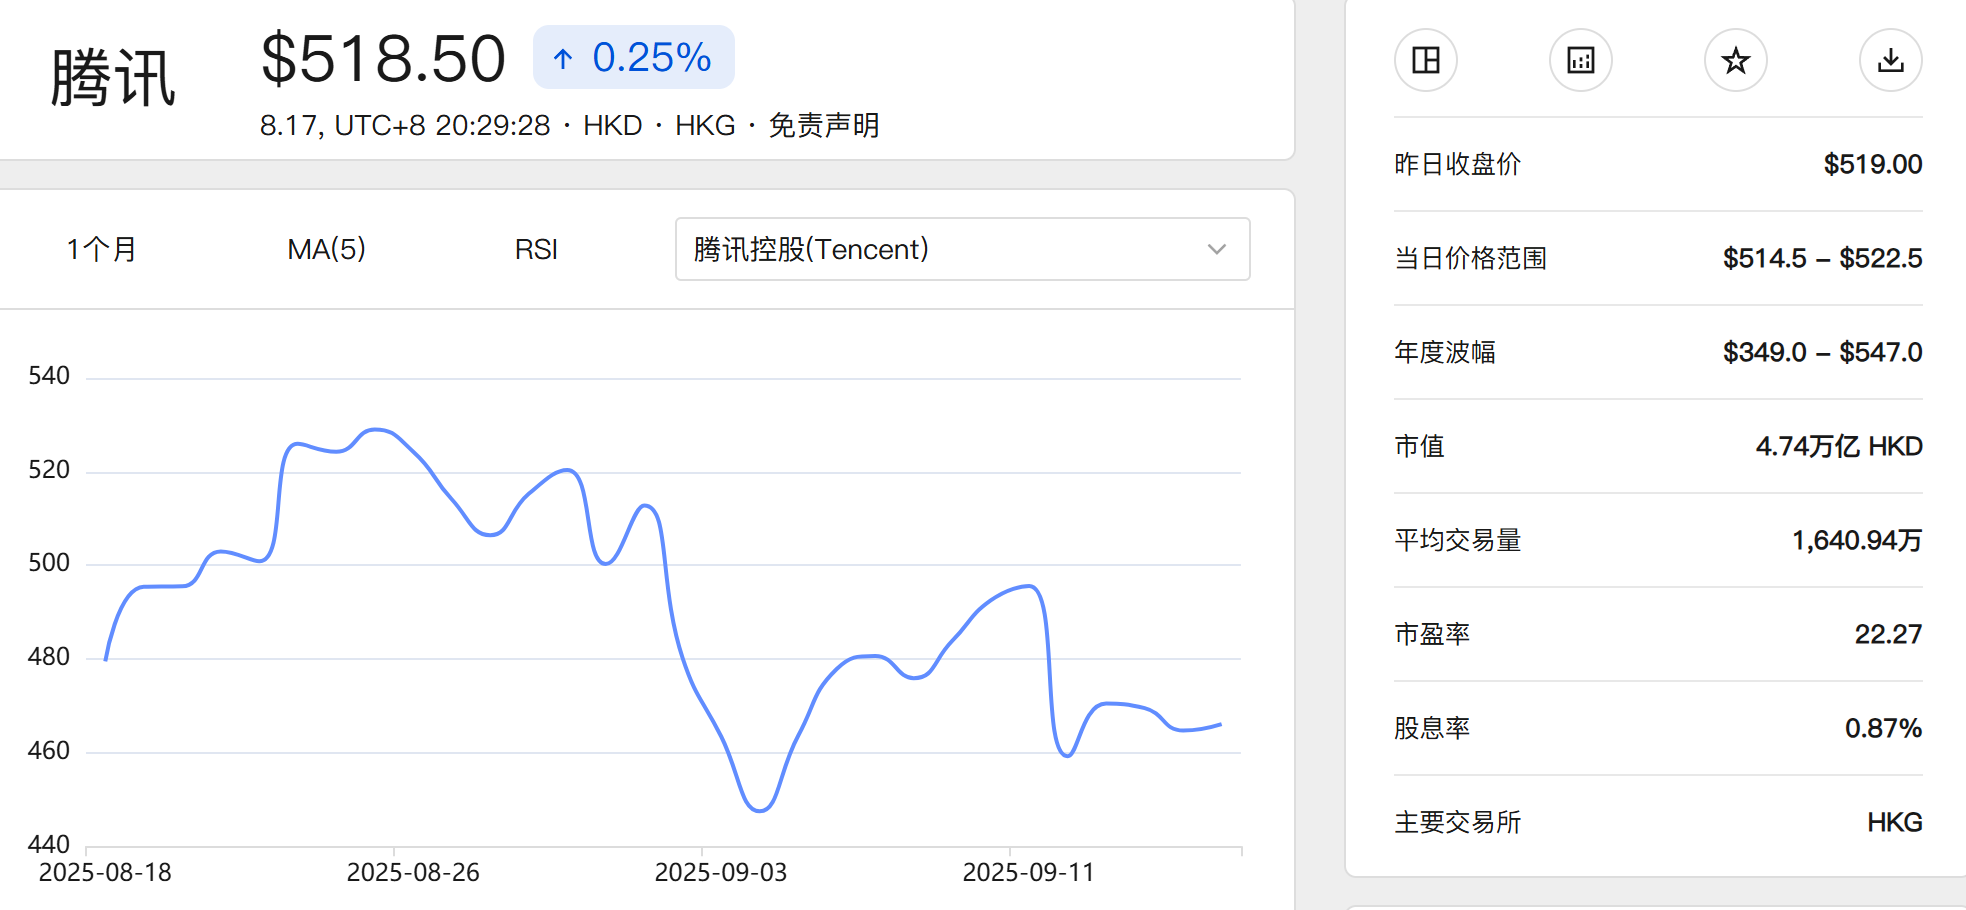 腾讯
$518.50
↑ 0.25%
8.17, UTC+8 20:29:28 · HKD · HKG · 免责声明
1个月
MA(5)
RSI
腾讯控股(Tencent)
540
520
500
480
460
440
2025-08-18
2025-08-26
2025-09-03
2025-09-11
昨日收盘价 $519.00
当日价格范围 $514.5 – $522.5
年度波幅 $349.0 – $547.0
市值 4.74万亿 HKD
平均交易量 1,640.94万
市盈率 22.27
股息率 0.87%
主要交易所 HKG